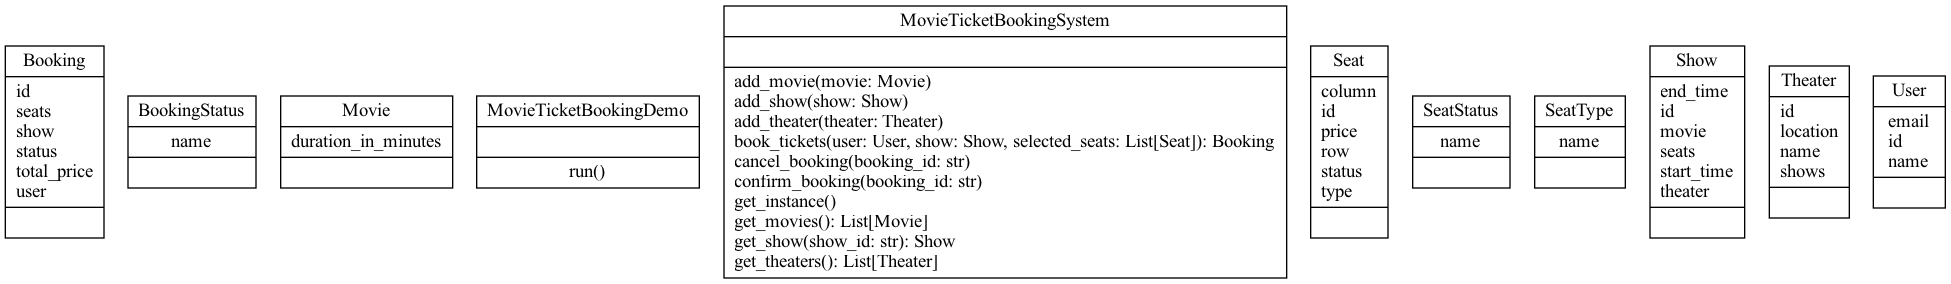 Booking
id
seats
show
status
total_price
user
BookingStatus
name
Movie
duration_in_minutes
MovieTicketBookingDemo
run()
MovieTicketBookingSystem
add_movie(movie: Movie)
add_show(show: Show)
add_theater(theater: Theater)
book_tickets(user: User, show: Show, selected_seats: List[Seat]): Booking
cancel_booking(booking_id: str)
confirm_booking(booking_id: str)
get_instance()
get_movies(): List[Movie]
get_show(show_id: str): Show
get_theaters(): List[Theater]
Seat
column
id
price
row
status
type
SeatStatus
name
SeatType
name
Show
end_time
id
movie
seats
start_time
theater
Theater
id
location
name
shows
User
email
id
name